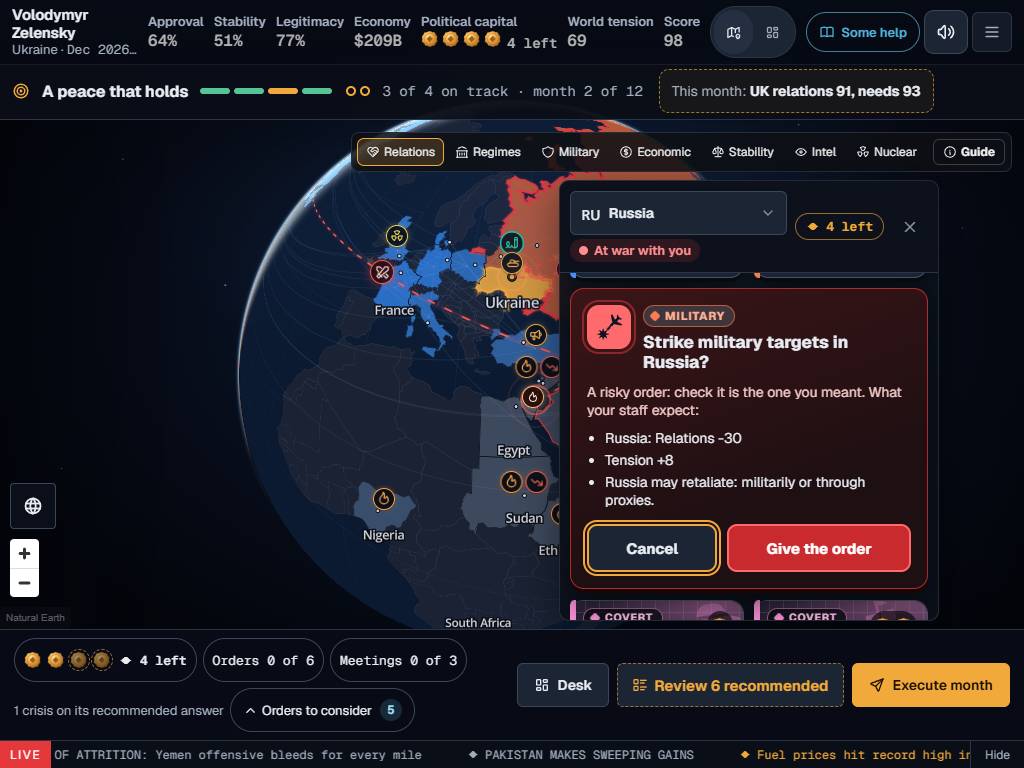 Volodymyr Zelensky
Ukraine · Dec 2026…
Approval 64%
Stability 51%
Legitimacy 77%
Economy $209B
Political capital 4 left
World tension 69
Score 98
Some help
A peace that holds
3 of 4 on track · month 2 of 12
This month: UK relations 91, needs 93
Relations
Regimes
Military
Economic
Stability
Intel
Nuclear
Guide
RU Russia
4 left
At war with you
MILITARY
Strike military targets in
Russia?
A risky order: check it is the one you meant. What
your staff expect:
Russia: Relations -30
Tension +8
Russia may retaliate: militarily or through
proxies.
Cancel
Give the order
COVERT
COVERT
France
Ukraine
Egypt
Sudan
Nigeria
Eth
South Africa
+
−
Natural Earth
4 left
Orders 0 of 6
Meetings 0 of 3
1 crisis on its recommended answer
Orders to consider 5
Desk
Review 6 recommended
Execute month
LIVE
OF ATTRITION: Yemen offensive bleeds for every mile
PAKISTAN MAKES SWEEPING GAINS
Fuel prices hit record high in
Hide